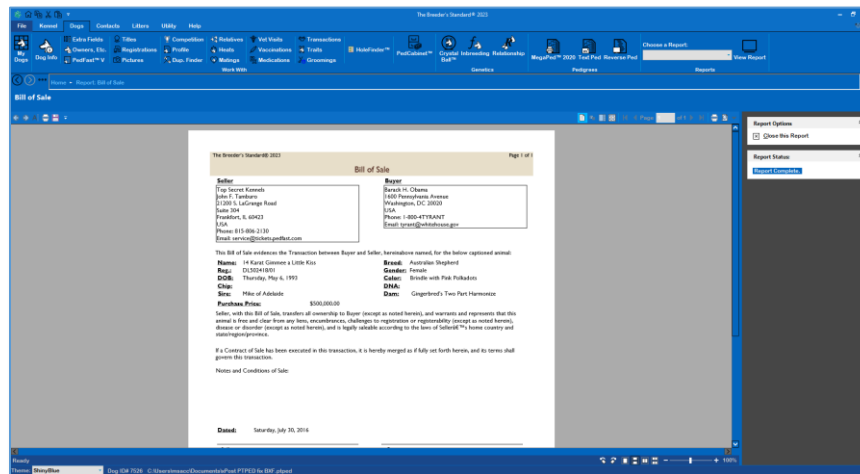 The Breeder's Standard® 2023
File Kennel Dogs Contacts Litters Utility Help
My Dogs
Dog Info
Extra Fields
Owners, Etc.
PedFast™ V
Titles
Registrations
Pictures
Competition
Profile
Dup. Finder
Relatives
Heats
Matings
Vet Visits
Vaccinations
Medications
Transactions
Traits
Groomings
HoleFinder™
Work With
PedCabinet™
Crystal Ball™
Inbreeding
Relationship
Genetics
MegaPed™ 2020
Text Ped
Reverse Ped
Pedigrees
Choose a Report:
View Report
Reports
Home
Report: Bill of Sale
Bill of Sale
Page
of 1
Report Options
Close this Report
Report Status:
Report Complete.
The Breeder's Standard® 2023
Page 1 of 1
Bill of Sale
Seller
Top Secret Kennels
John F. Tamburo
21200 S. LaGrange Road
Suite 304
Frankfort, IL 60423
USA
Phone: 815-806-2130
Email: service@tickets.pedfast.com
Buyer
Barack H. Obama
1600 Pennsylvania Avenue
Washington, DC 20020
USA
Phone: 1-800-4TYRANT
Email: tyrant@whitehouse.gov
This Bill of Sale evidences the Transaction between Buyer and Seller, hereinabove named, for the below captioned animal:
Name: 14 Karat Gimmee a Little Kiss
Breed: Australian Shepherd
Reg.: DL502418/01
Gender: Female
DOB: Thursday, May 6, 1993
Color: Brindle with Pink Polkadots
Chip:
DNA:
Sire: Mike of Adelaide
Dam: Gingerbred's Two Part Harmonize
Purchase Price: $500,000.00
Seller, with this Bill of Sale, transfers all ownership to Buyer (except as noted herein), and warrants and represents that this
animal is free and clear from any liens, encumbrances, challenges to registration or registerability (except as noted herein),
disease or disorder (except as noted herein), and is legally saleable according to the laws of Sellerâ€™s home country and
state/region/province.
If a Contract of Sale has been executed in this transaction, it is hereby merged as if fully set forth herein, and its terms shall
govern this transaction.
Notes and Conditions of Sale:
Dated: Saturday, July 30, 2016
Ready
100%
Theme: ShinyBlue
Dog ID# 7526